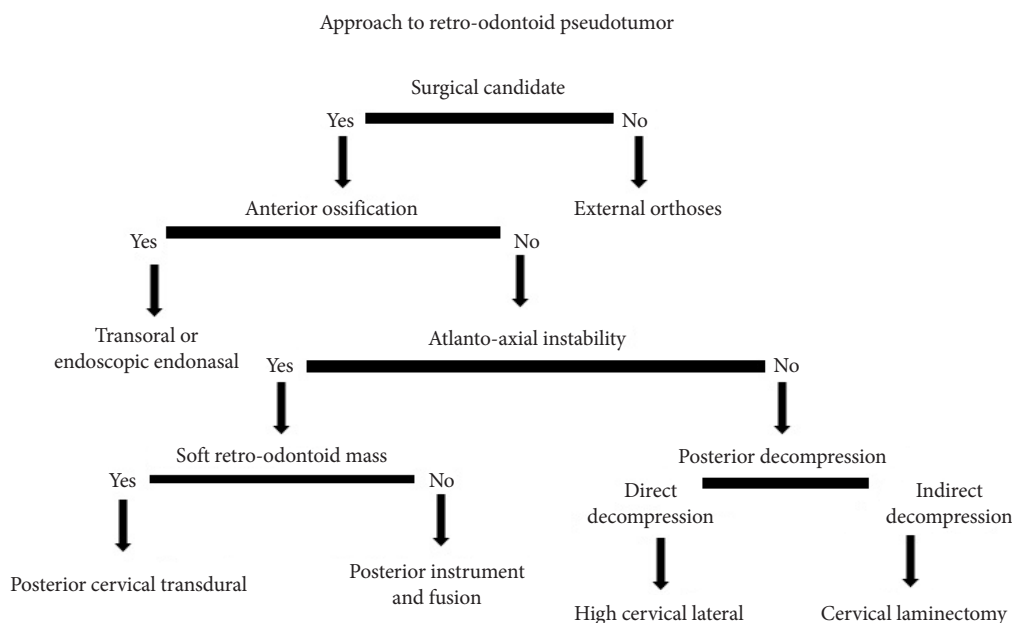 Approach to retro-odontoid pseudotumor
Surgical candidate
Yes
No
Anterior ossification
External orthoses
Yes
No
Transoral or
endoscopic endonasal
Atlanto-axial instability
Yes
No
Soft retro-odontoid mass
Posterior decompression
Yes
No
Direct
decompression
Indirect
decompression
Posterior cervical transdural
Posterior instrument
and fusion
High cervical lateral
Cervical laminectomy